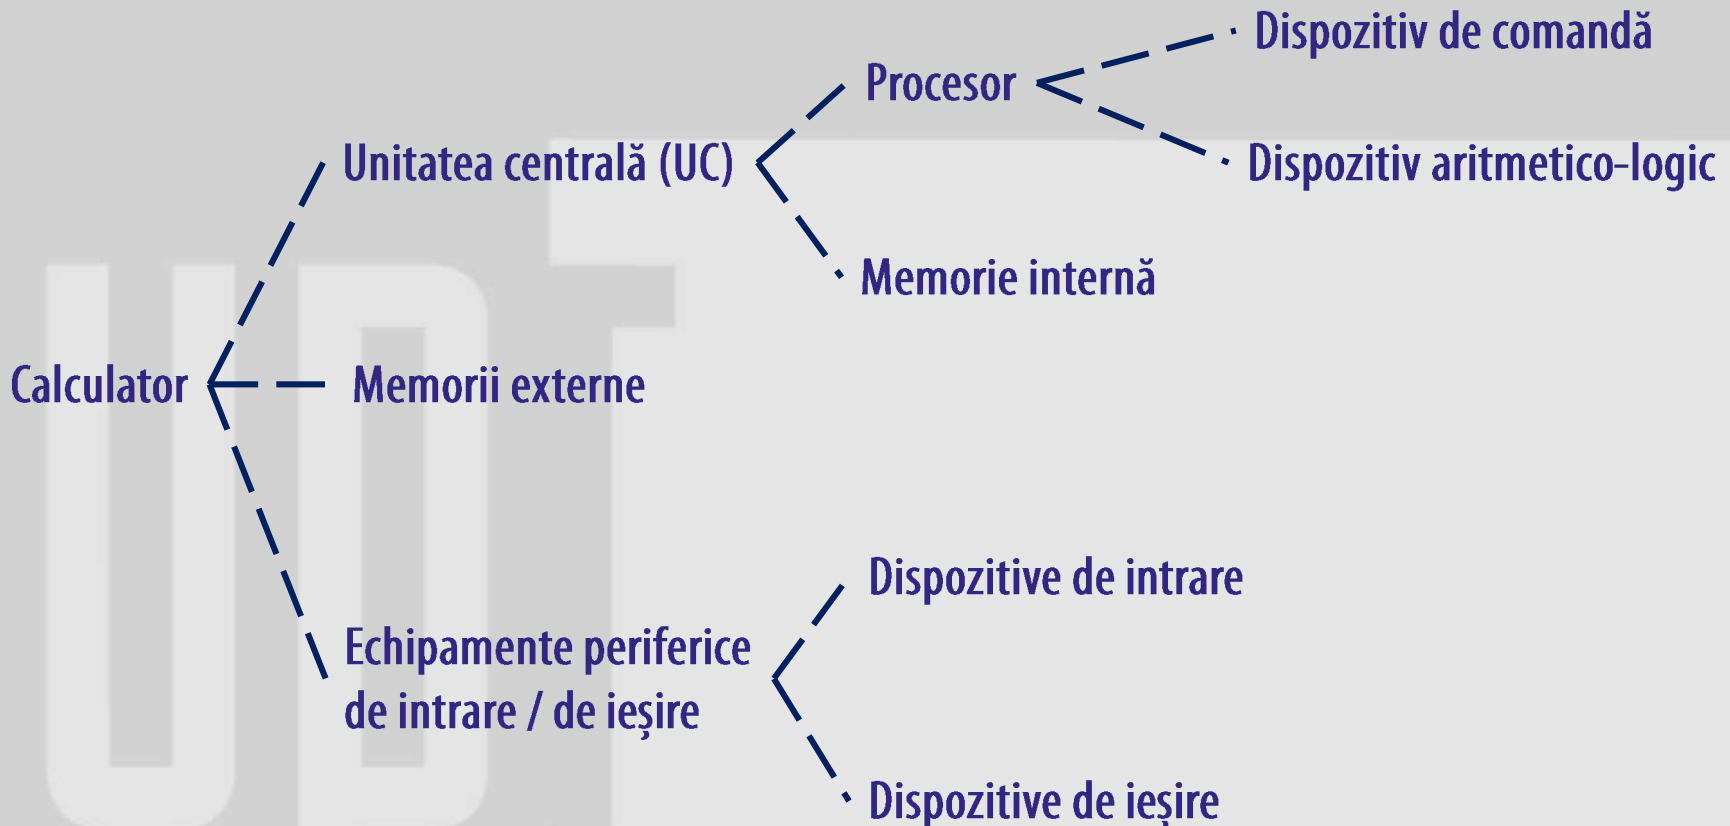 Dispozitiv de comandă
Procesor
Unitatea centrală (UC)
Dispozitiv aritmetico-logic
Memorie internă
Calculator
Memorii externe
Dispozitive de intrare
Echipamente periferice
de intrare / de ieșire
Dispozitive de ieșire